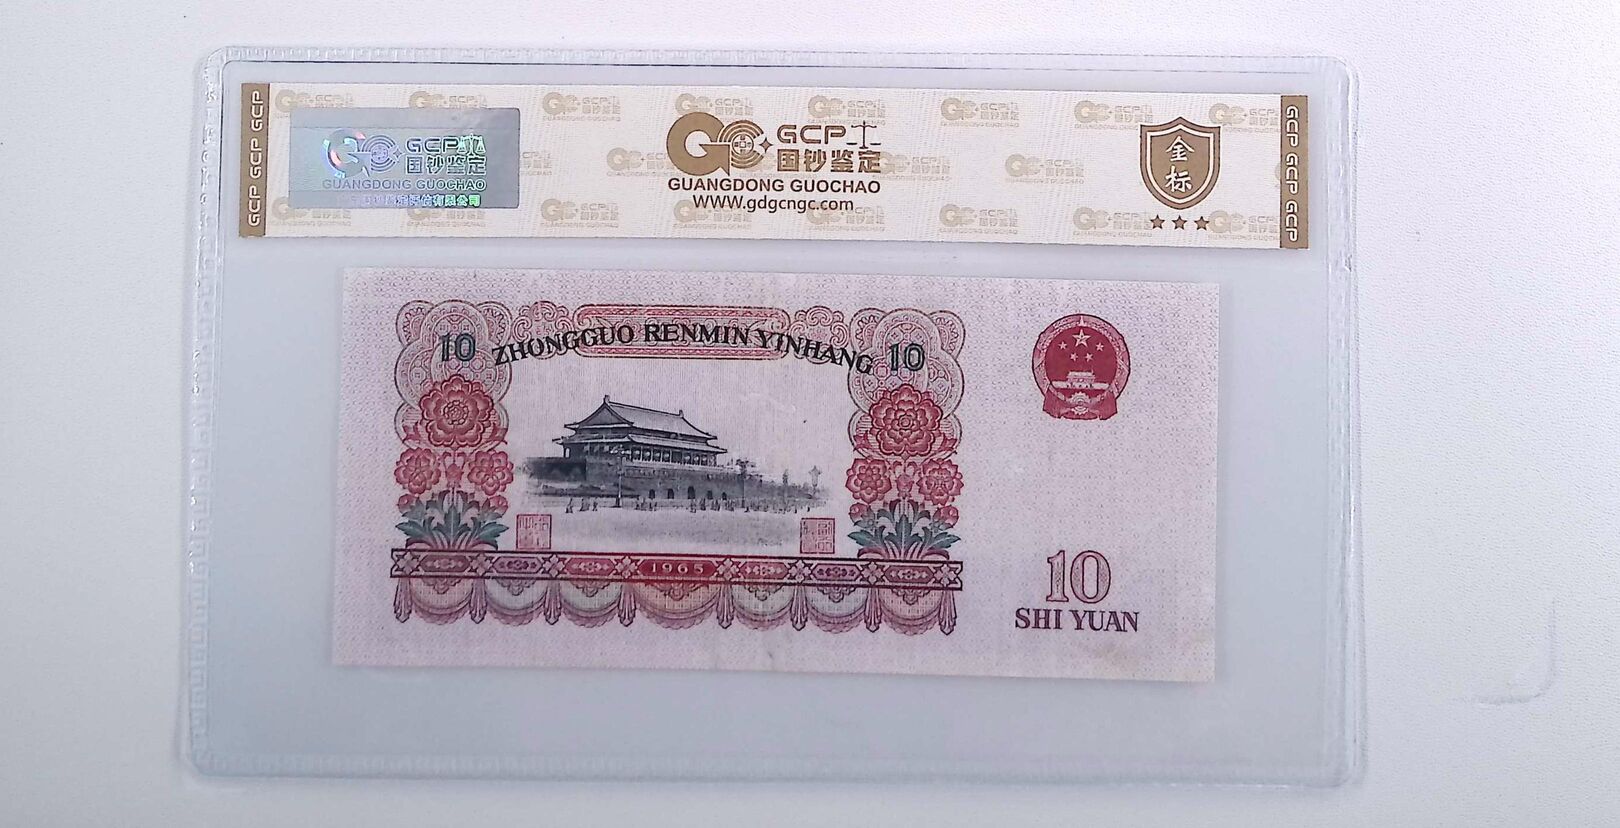 GCP GCP GCP
GCP
国钞鉴定
GUANGDONG GUOCHAO
GCP
国钞鉴定
GUANGDONG GUOCHAO
WWW.gdgcngc.com
金标
GCP GCP GCP
10 ZHONGGUO RENMIN YINHANG 10
1965
10
SHI YUAN